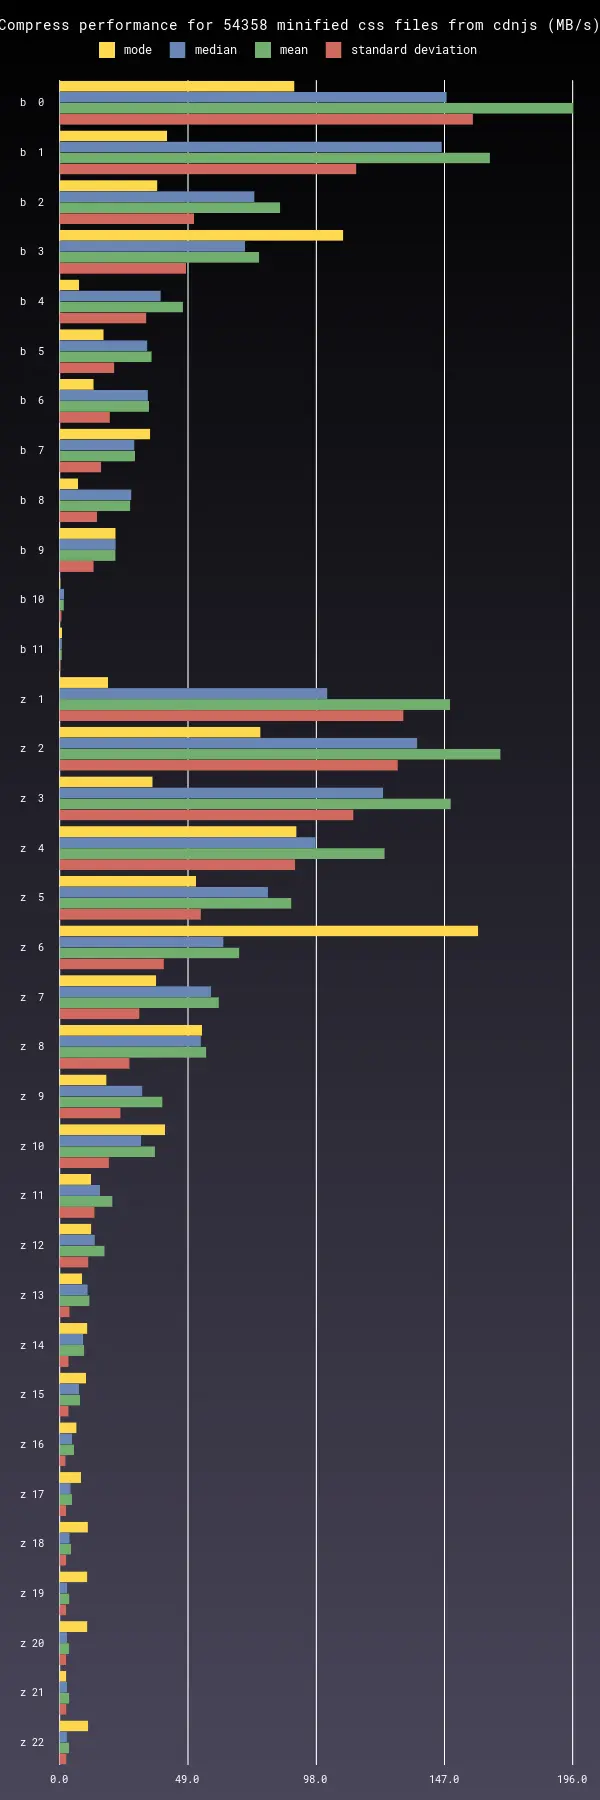 Compress performance for 54358 minified css files from cdnjs (MB/s)
mode median mean standard deviation
b 0
b 1
b 2
b 3
b 4
b 5
b 6
b 7
b 8
b 9
b 10
b 11
z 1
z 2
z 3
z 4
z 5
z 6
z 7
z 8
z 9
z 10
z 11
z 12
z 13
z 14
z 15
z 16
z 17
z 18
z 19
z 20
z 21
z 22
0.0 49.0 98.0 147.0 196.0